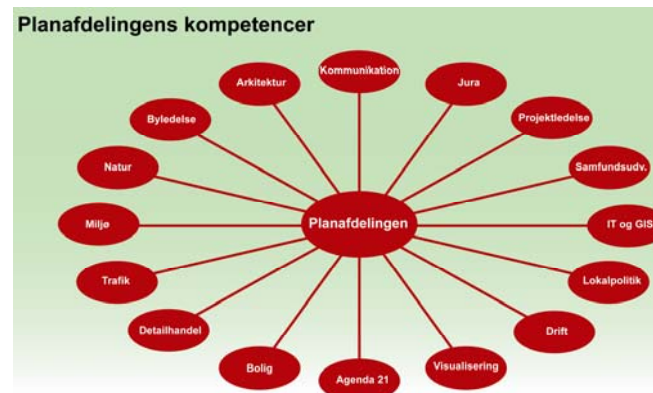 Planafdelingens kompetencer
Kommunikation
Arkitektur
Jura
Byledelse
Projektledelse
Natur
Samfundsudv.
Miljø
Planafdelingen
IT og GIS
Trafik
Lokalpolitik
Detailhandel
Drift
Bolig
Visualisering
Agenda 21